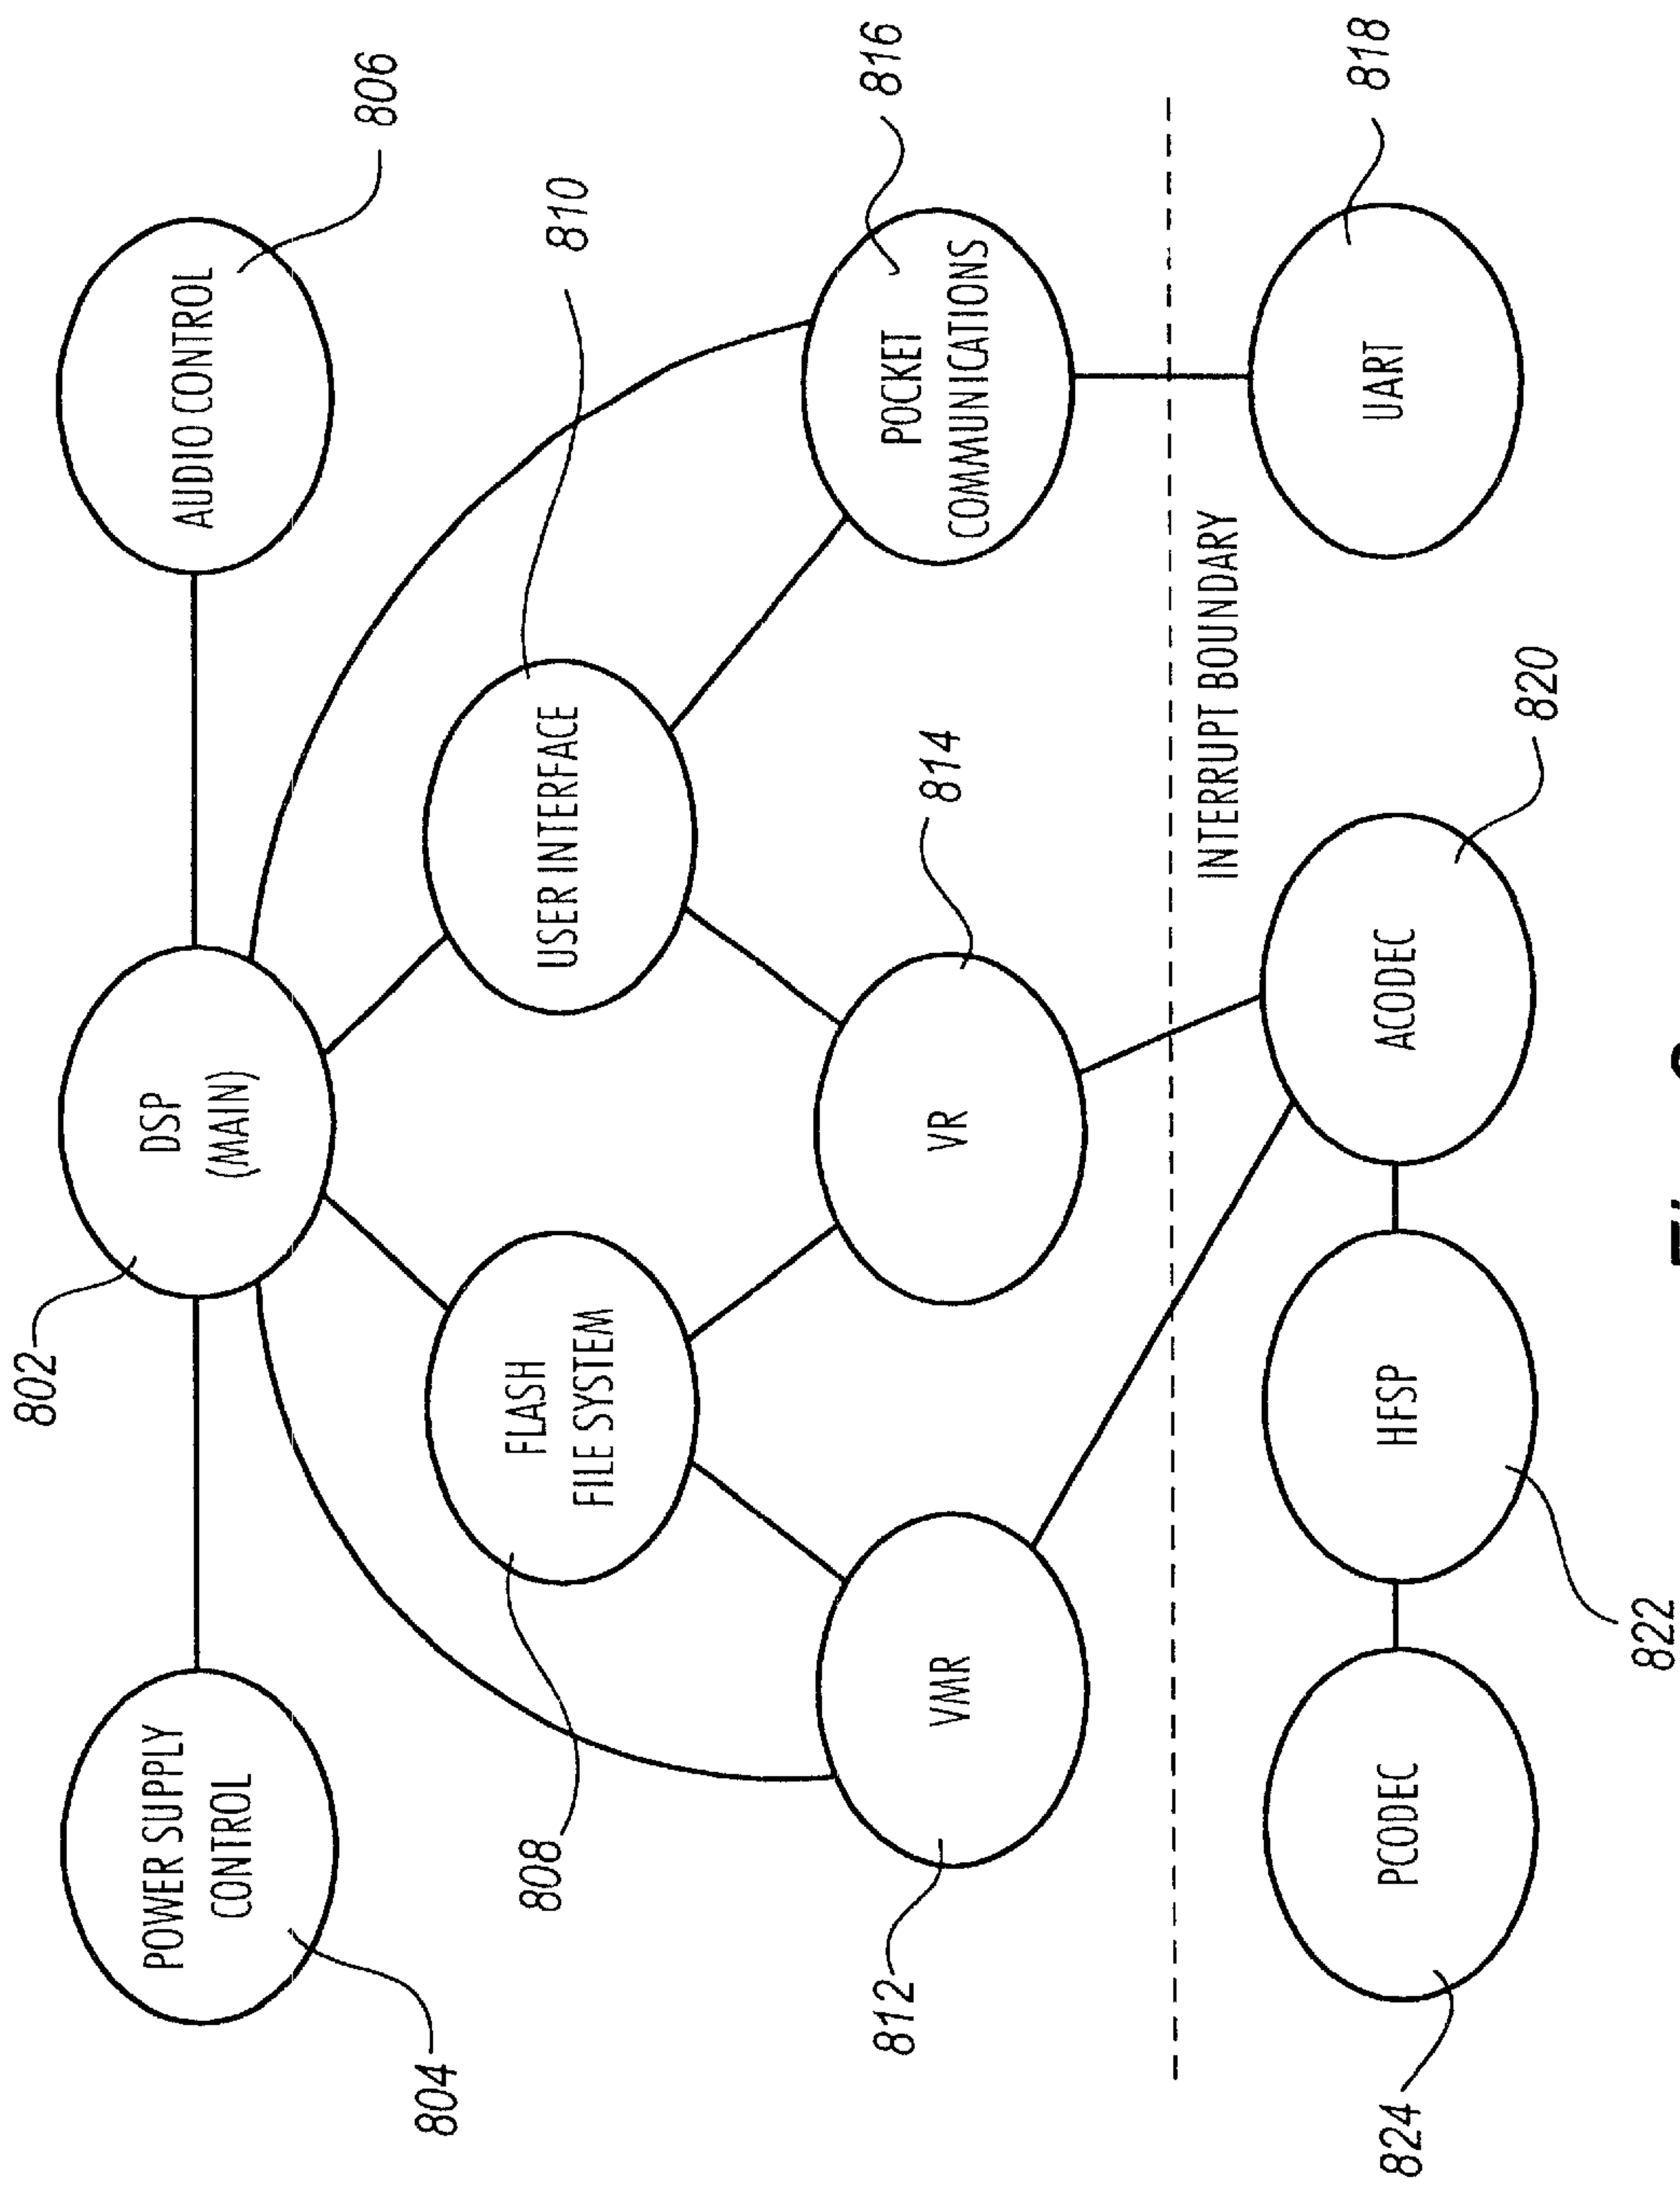 802
DSP
(MAIN)
POWER SUPPLY
CONTROL
804
AUDIO CONTROL
806
FLASH
FILE SYSTEM
808
USER INTERFACE
810
VMR
812
VR
814
POCKET
COMMUNICATIONS
816
INTERRUPT BOUNDARY
PCODEC
824
HFSP
822
ACODEC
820
UART
818